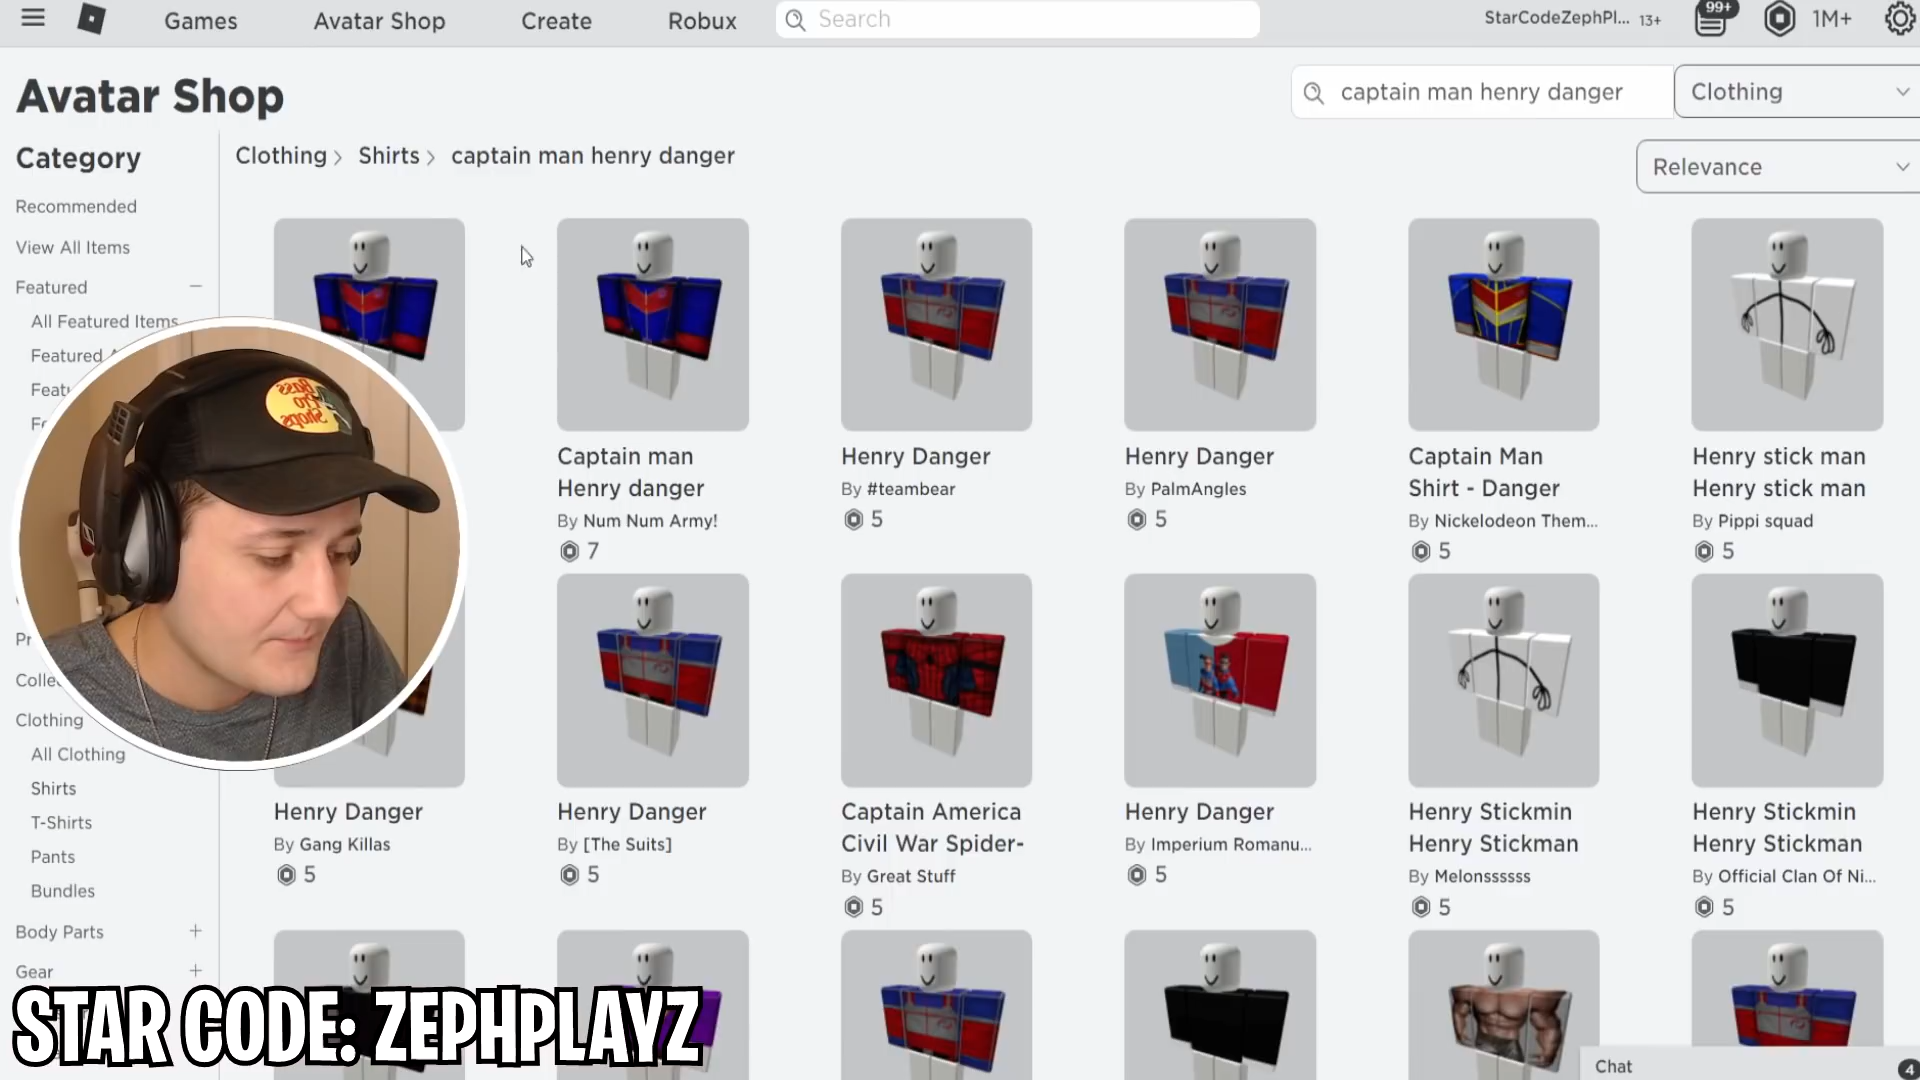 Games Avatar Shop Create Robux Search StarCodeZephPl... 13+ 99+ 1M+
Avatar Shop
captain man henry danger Clothing
Category
Clothing Shirts captain man henry danger
Relevance
Recommended
View All Items
Featured
All Featured Items
Featured
Captain man
Henry danger
By Num Num Army!
7
Henry Danger
By #teambear
5
Henry Danger
By PalmAngles
5
Captain Man
Shirt - Danger
By Nickelodeon Them...
5
Henry stick man
Henry stick man
By Pippi squad
5
Bass
Pro
Shops
Clothing
All Clothing
Shirts
T-Shirts
Pants
Bundles
Body Parts
Gear
Henry Danger
By Gang Killas
5
Henry Danger
By [The Suits]
5
Captain America
Civil War Spider-
By Great Stuff
5
Henry Danger
By Imperium Romanu...
5
Henry Stickmin
Henry Stickman
By Melonssssss
5
Henry Stickmin
Henry Stickman
By Official Clan Of Ni...
5
STAR CODE: ZEPHPLAYZ
Chat 4